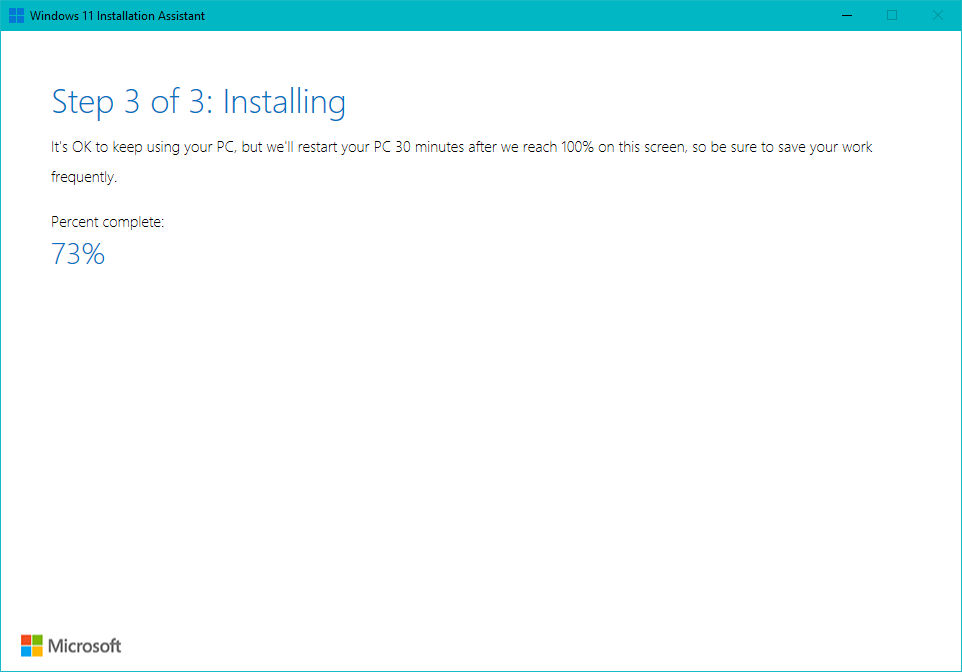 Windows 11 Installation Assistant
Step 3 of 3: Installing
It's OK to keep using your PC, but we'll restart your PC 30 minutes after we reach 100% on this screen, so be sure to save your work
frequently.
Percent complete:
73%
Microsoft